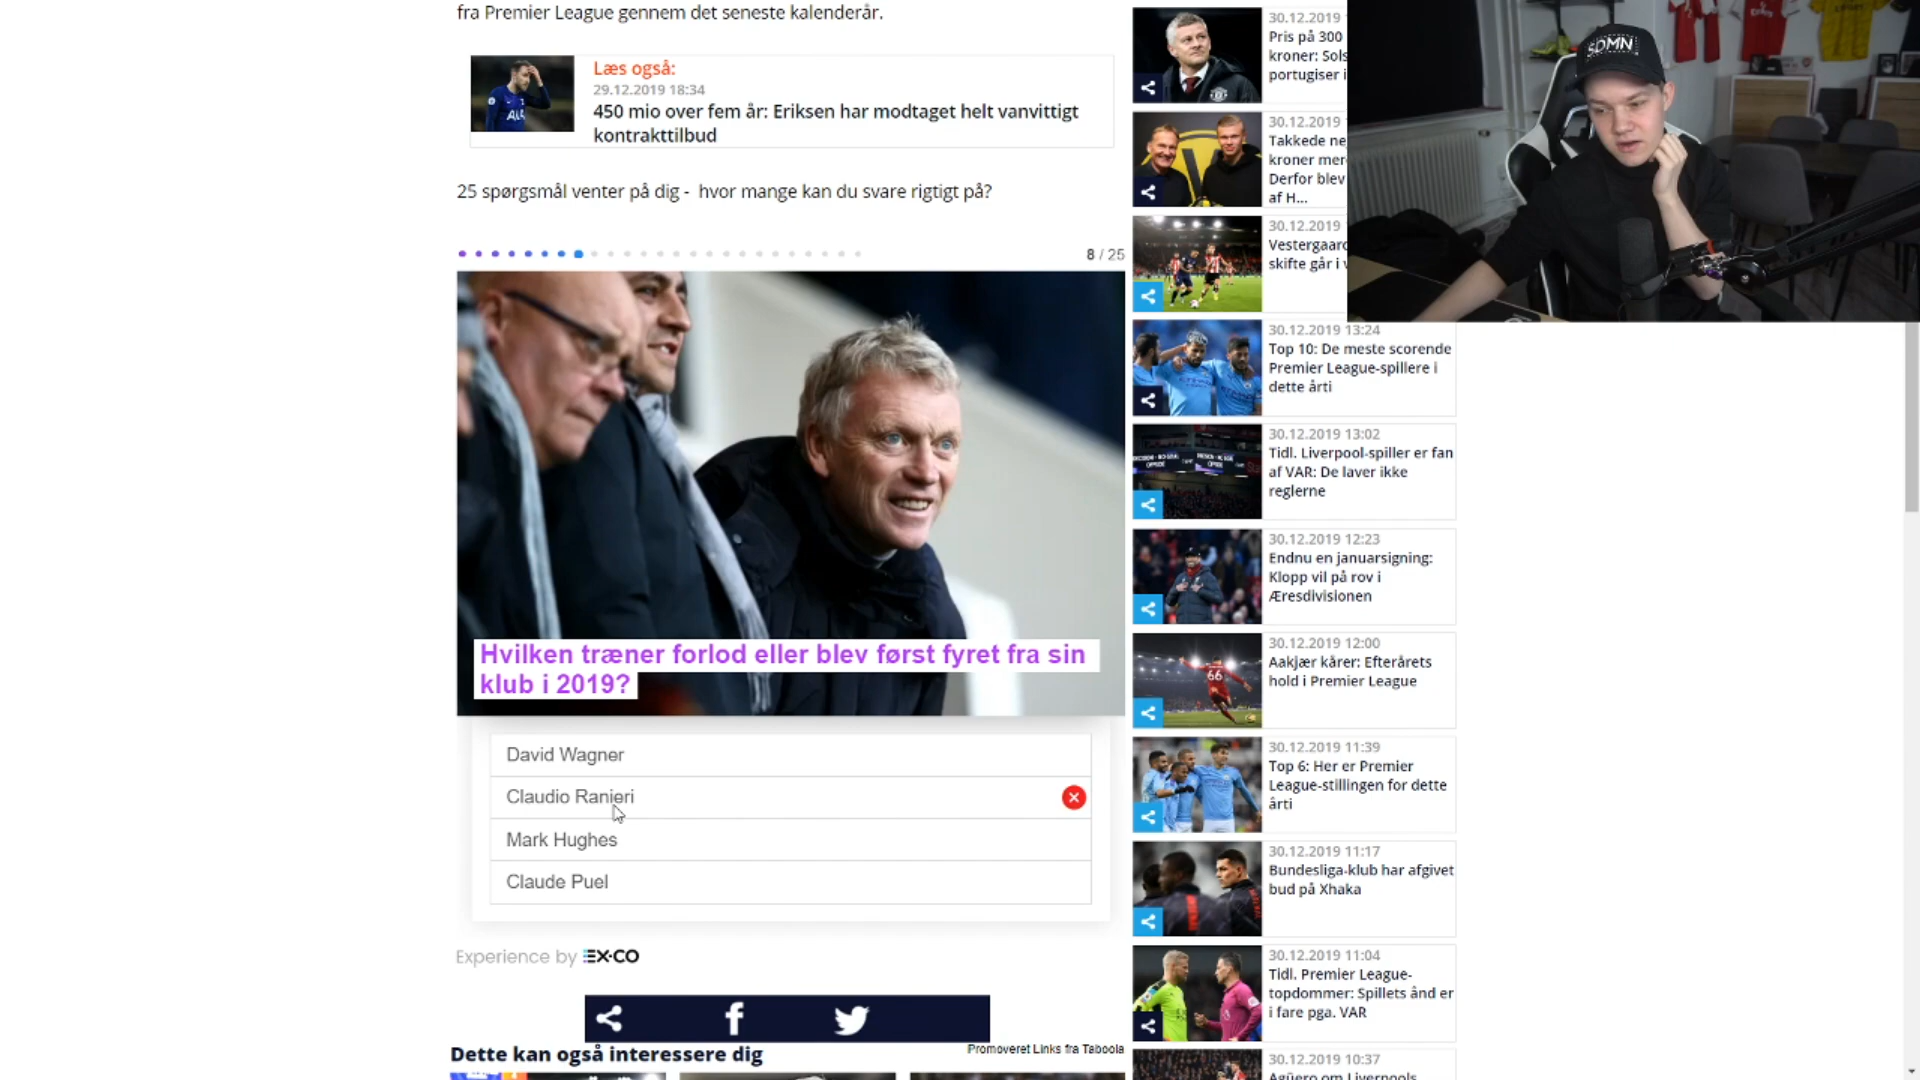 fra Premier League gennem det seneste kalenderår.
Læs også:
29.12.2019 18:34
450 mio over fem år: Eriksen har modtaget helt vanvittigt
kontrakttilbud
25 spørgsmål venter på dig - hvor mange kan du svare rigtigt på?
8 / 25
Hvilken træner forlod eller blev først fyret fra sin
klub i 2019?
David Wagner
Claudio Ranieri
Mark Hughes
Claude Puel
Experience by EX·CO
Dette kan også interessere dig
Promoveret Links fra Taboola
30.12.2019
Pris på 300
kroner: Sols
portugiser i
30.12.2019
Takkede ne
kroner mer
Derfor blev
af H...
30.12.2019
Vestergaard
skifte går i v
30.12.2019 13:24
Top 10: De meste scorende
Premier League-spillere i
dette årti
30.12.2019 13:02
Tidl. Liverpool-spiller er fan
af VAR: De laver ikke
reglerne
30.12.2019 12:23
Endnu en januarsigning:
Klopp vil på rov i
Æresdivisionen
30.12.2019 12:00
Aakjær kårer: Efterårets
hold i Premier League
66
30.12.2019 11:39
Top 6: Her er Premier
League-stillingen for dette
årti
30.12.2019 11:17
Bundesliga-klub har afgivet
bud på Xhaka
30.12.2019 11:04
Tidl. Premier League-
topdommer: Spillets ånd er
i fare pga. VAR
30.12.2019 10:37
Agüero om Liverpools
SDMN